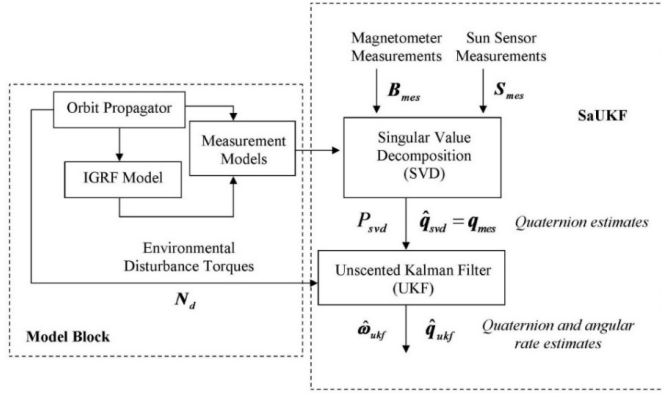 Magnetometer
Measurements
Sun Sensor
Measurements
B_mes
S_mes
SaUKF
Orbit Propagator
Measurement
Models
IGRF Model
Singular Value
Decomposition
(SVD)
P_svd
q̂_svd = q_mes
Quaternion estimates
Environmental
Disturbance Torques
N_d
Unscented Kalman Filter
(UKF)
Model Block
ω̂_ukf
q̂_ukf
Quaternion and angular
rate estimates